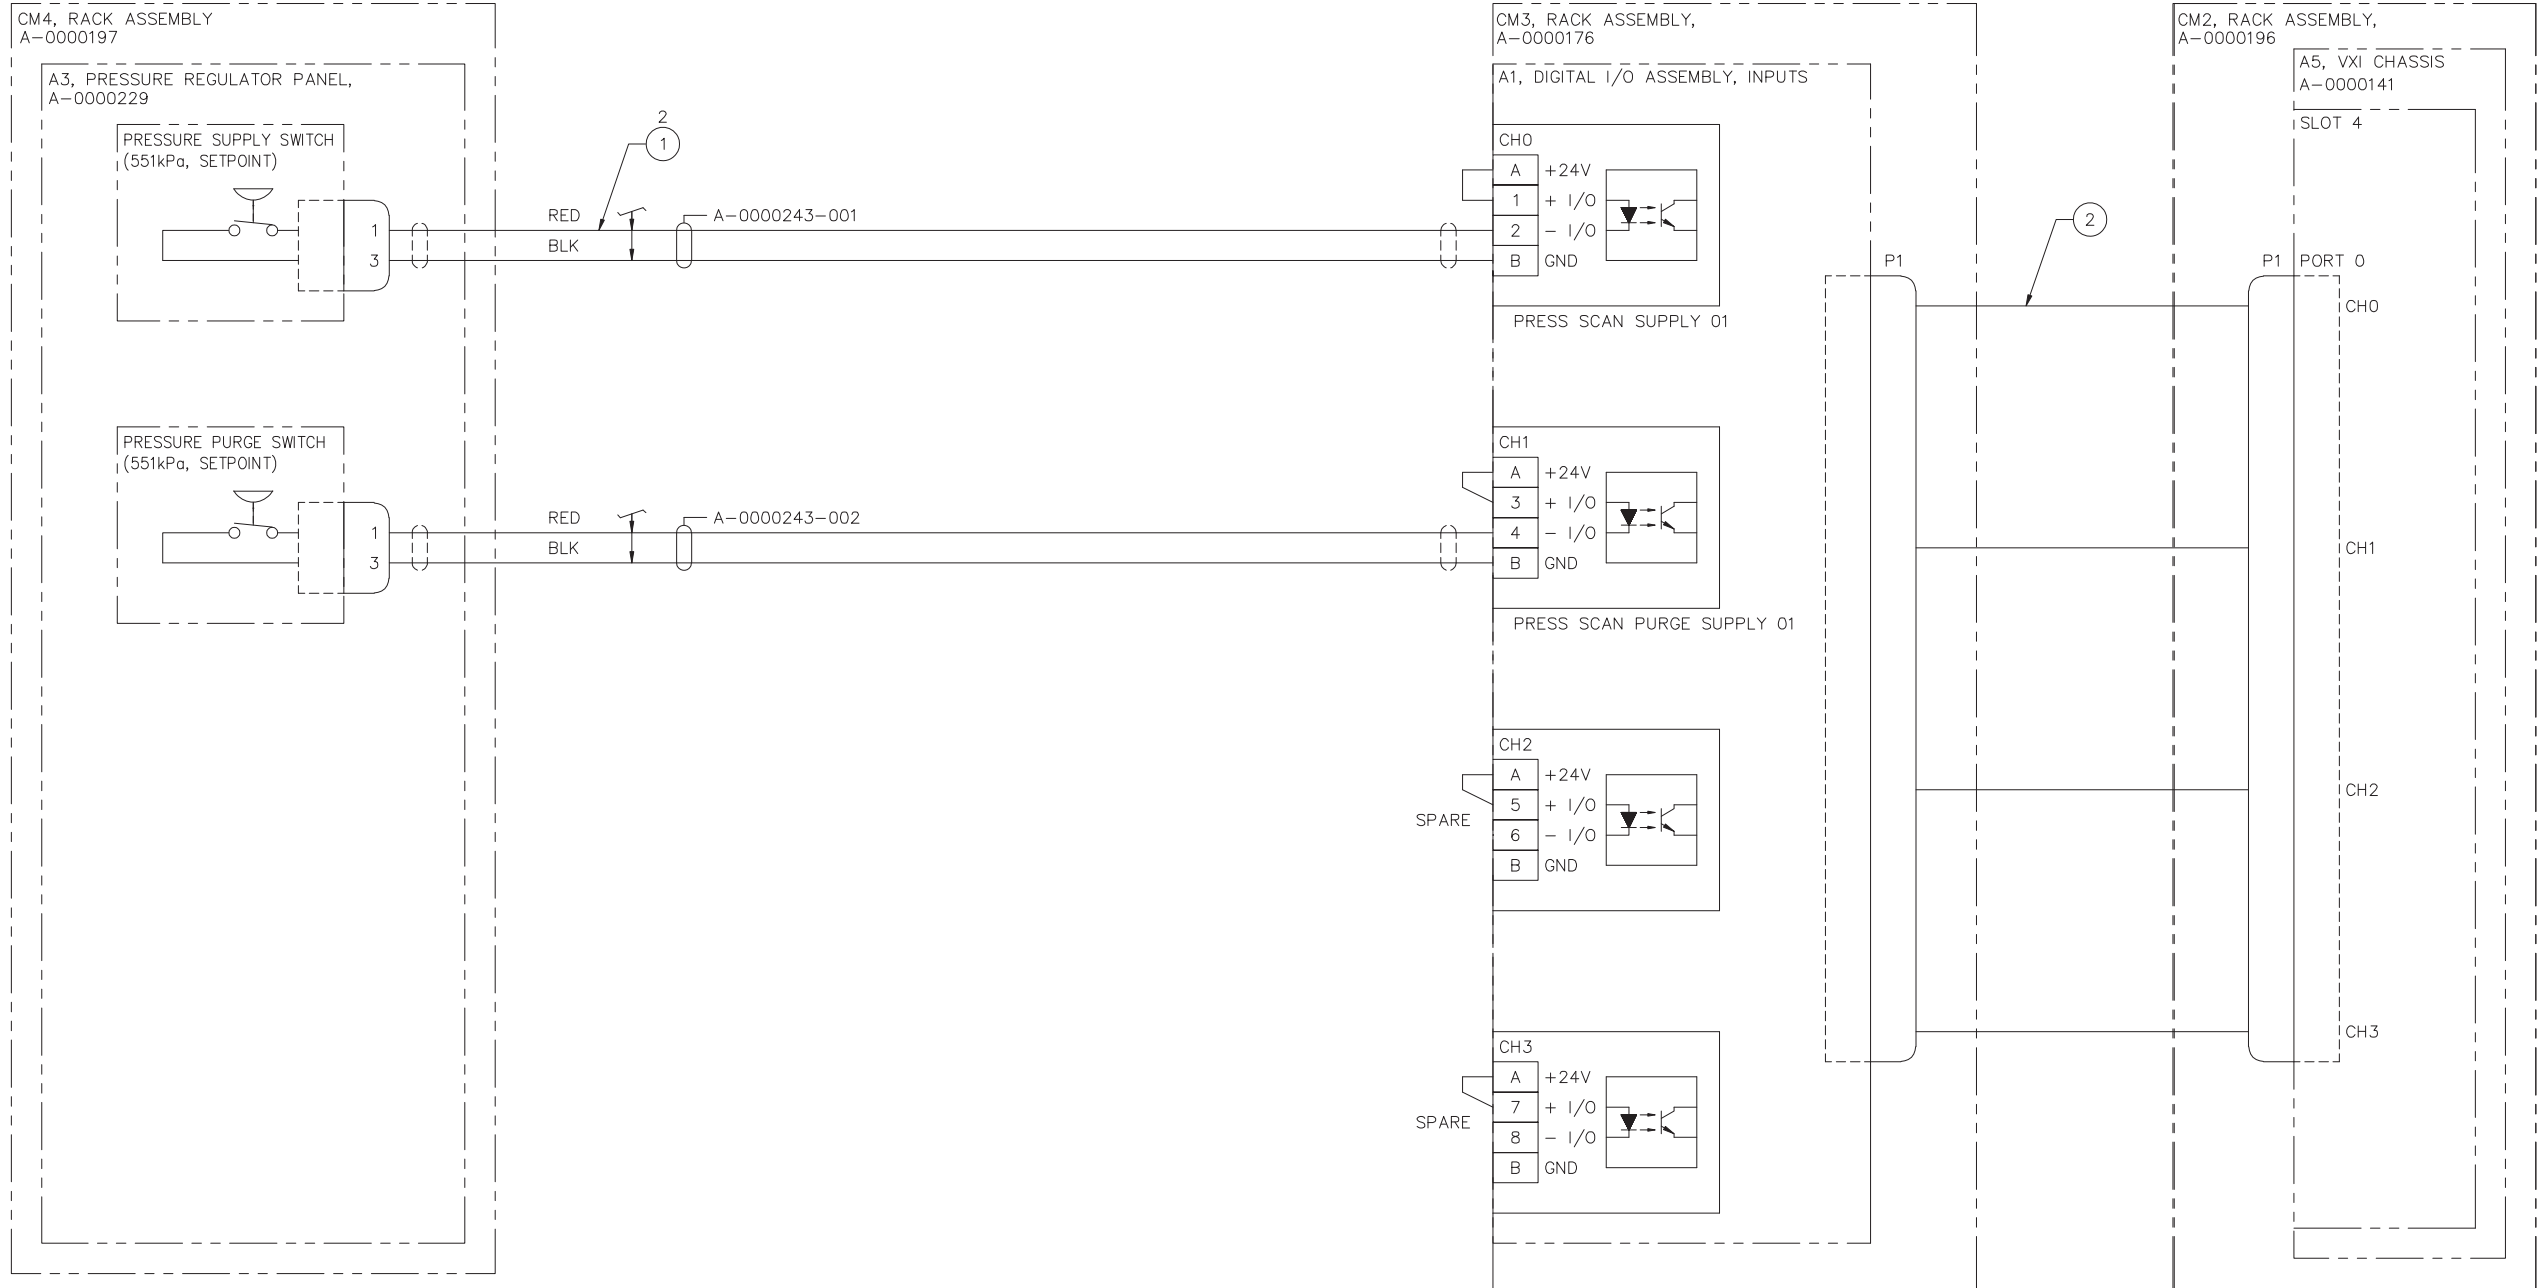 CM4, RACK ASSEMBLY
A-0000197
A3, PRESSURE REGULATOR PANEL,
A-0000229
PRESSURE SUPPLY SWITCH
(551kPa, SETPOINT)
1
3
2
1
RED
BLK
A-0000243-001
PRESSURE PURGE SWITCH
(551kPa, SETPOINT)
1
3
RED
BLK
A-0000243-002
CM3, RACK ASSEMBLY,
A-0000176
A1, DIGITAL I/O ASSEMBLY, INPUTS
CH0
A +24V
1 + I/O
2 - I/O
B GND
PRESS SCAN SUPPLY 01
CH1
A +24V
3 + I/O
4 - I/O
B GND
PRESS SCAN PURGE SUPPLY 01
CH2
A +24V
5 + I/O
SPARE
6 - I/O
B GND
CH3
A +24V
7 + I/O
SPARE
8 - I/O
B GND
P1
2
CM2, RACK ASSEMBLY,
A-0000196
A5, VXI CHASSIS
A-0000141
SLOT 4
P1 PORT 0
CH0
CH1
CH2
CH3